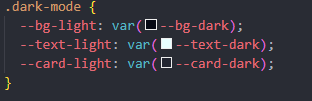 .dark-mode {
  --bg-light: var(--bg-dark);
  --text-light: var(--text-dark);
  --card-light: var(--card-dark);
}